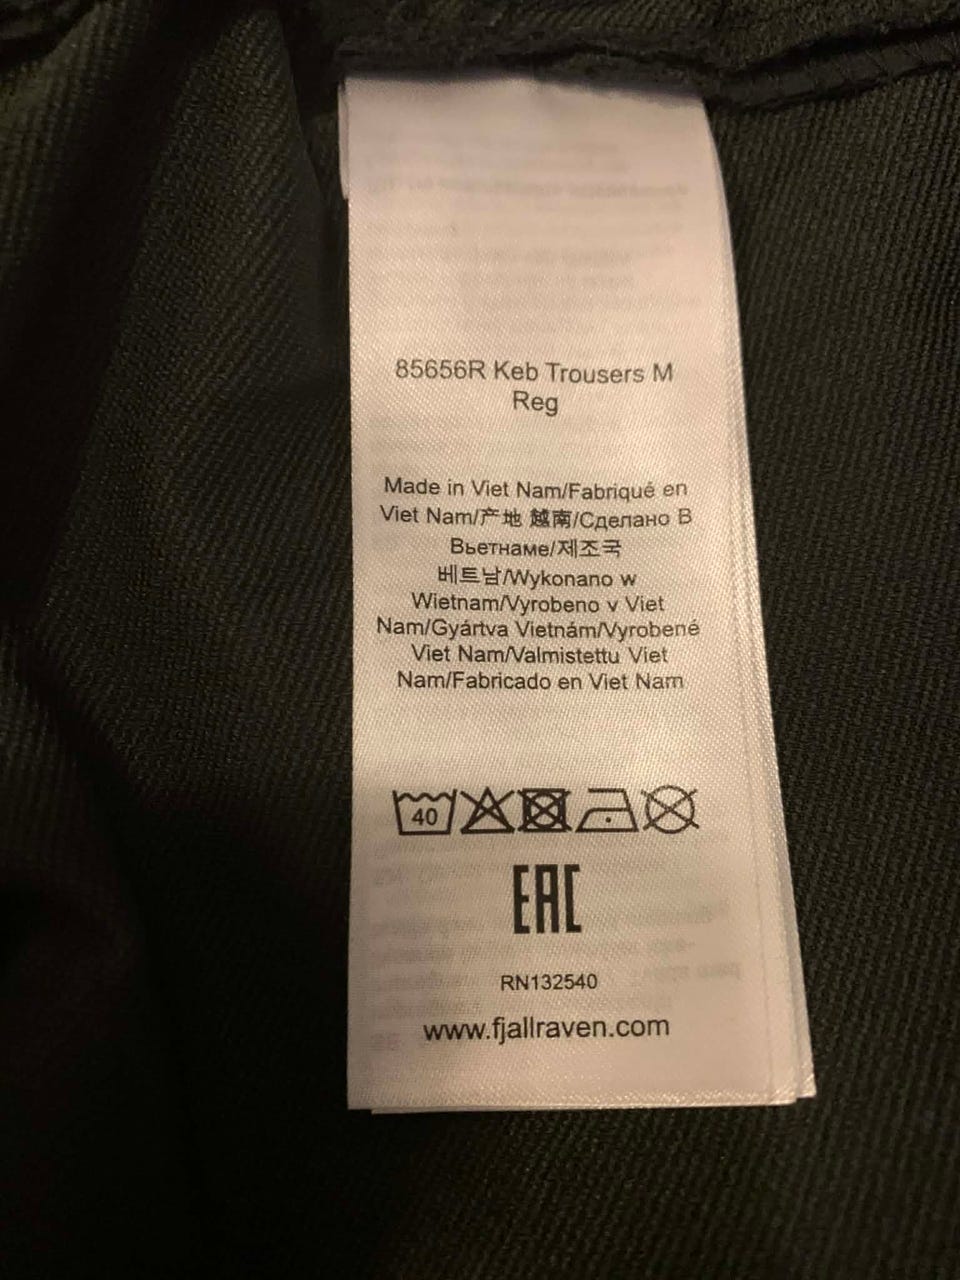 85656R Keb Trousers M
Reg
Made in Viet Nam/Fabriqué en
Viet Nam/产地 越南/Сделано В
Вьетнаме/제조국
베트남/Wykonano w
Wietnam/Vyrobeno v Viet
Nam/Gyártva Vietnám/Vyrobené
Viet Nam/Valmistettu Viet
Nam/Fabricado en Viet Nam
40
EAC
RN132540
www.fjallraven.com